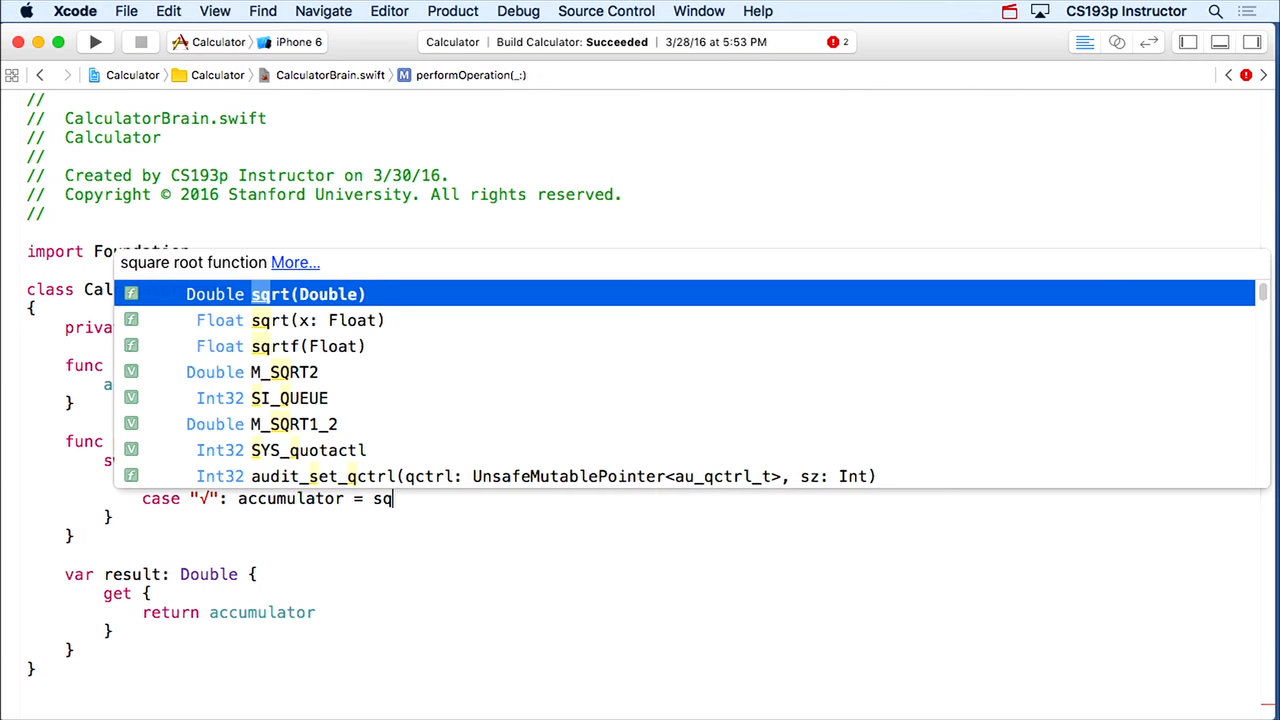 Xcode File Edit View Find Navigate Editor Product Debug Source Control Window Help CS193p Instructor
Calculator iPhone 6 Calculator Build Calculator: Succeeded 3/28/16 at 5:53 PM 2
Calculator Calculator CalculatorBrain.swift M performOperation(_:)
//
// CalculatorBrain.swift
// Calculator
//
// Created by CS193p Instructor on 3/30/16.
// Copyright © 2016 Stanford University. All rights reserved.
//
import Foundation
square root function More...
class Cal
f Double sqrt(Double)
{
f Float sqrt(x: Float)
priva
f Float sqrtf(Float)
func
V Double M_SQRT2
a
V Int32 SI_QUEUE
}
V Double M_SQRT1_2
func
V Int32 SYS_quotactl
s
f Int32 audit_set_qctrl(qctrl: UnsafeMutablePointer<au_qctrl_t>, sz: Int)
case "√": accumulator = sq
}
}
var result: Double {
get {
return accumulator
}
}
}